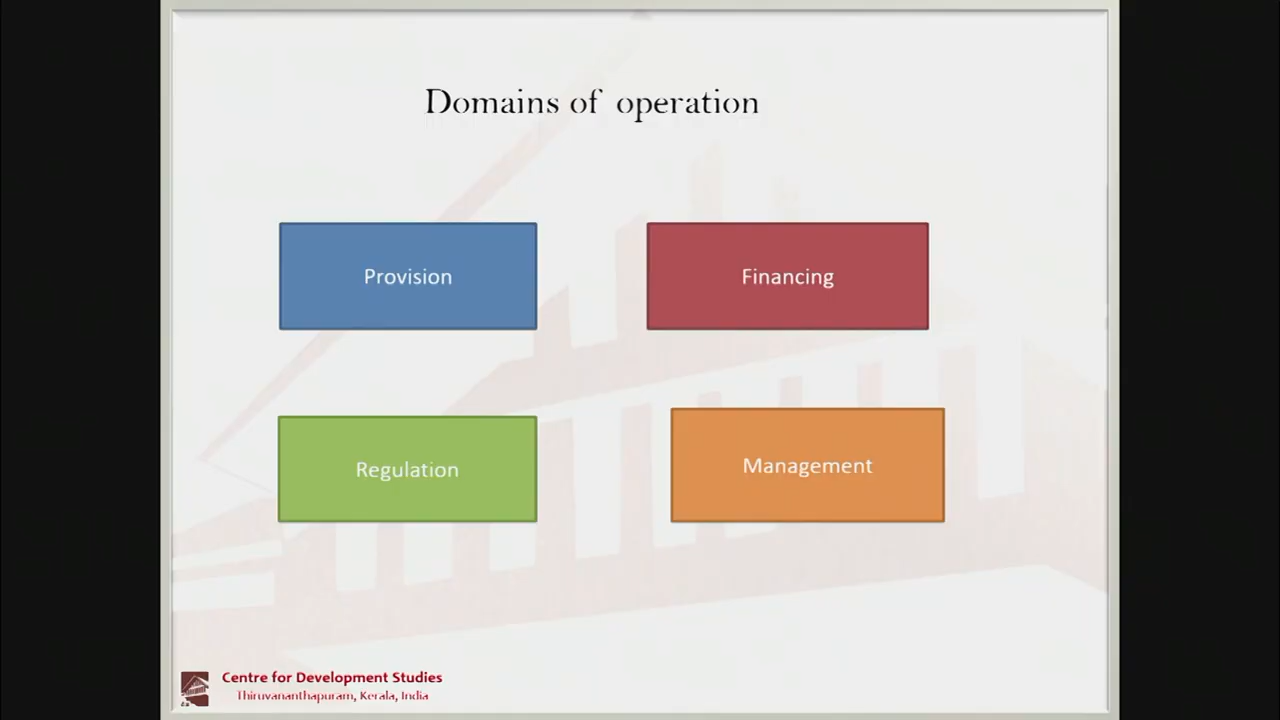 Domains of operation
Provision
Financing
Regulation
Management
Centre for Development Studies
Thiruvananthapuram, Kerala, India